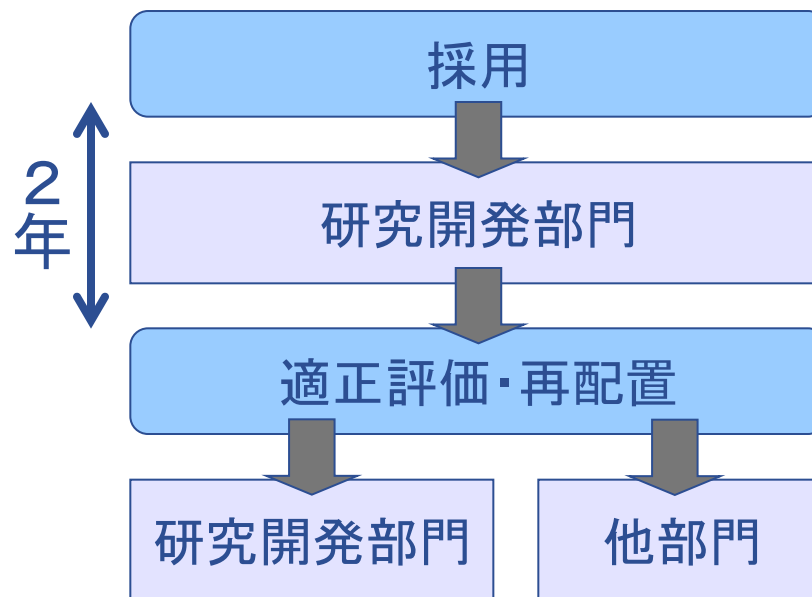 採用
2年
研究開発部門
適正評価・再配置
研究開発部門
他部門